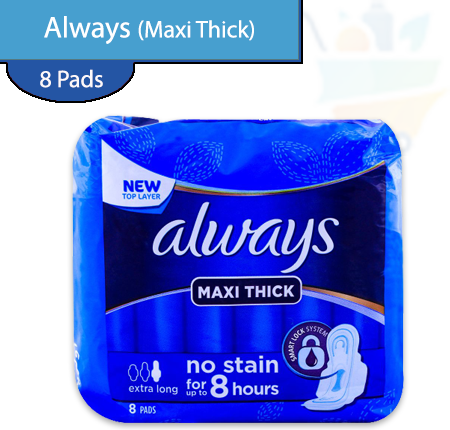 Always (Maxi Thick)
8 Pads
NEW
TOP LAYER
always
MAXI THICK
SMART LOCK SYSTEM
no stain
for
up to 8 hours
extra long
8 PADS